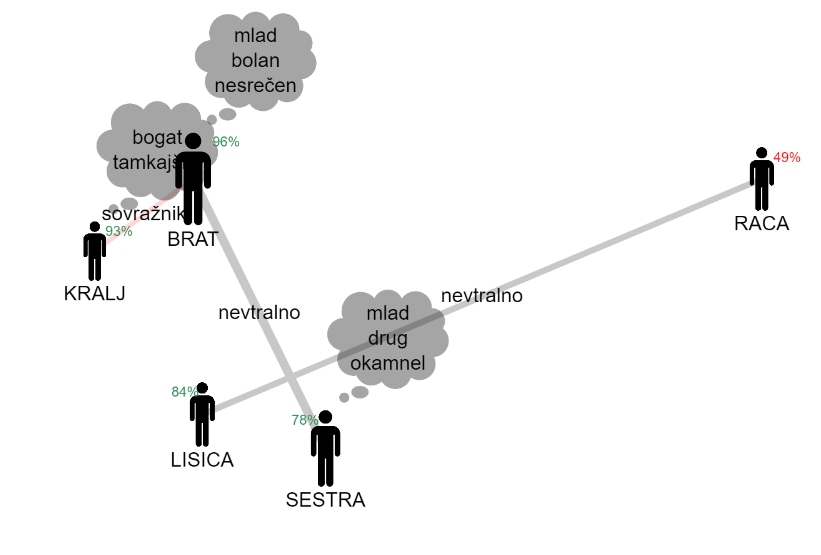 mlad
bolan
nesrečen
96%
bogat
tamkajš
sovražnik
93%
BRAT
KRALJ
49%
RACA
nevtralno
nevtralno
mlad
drug
okamnel
84%
LISICA
78%
SESTRA